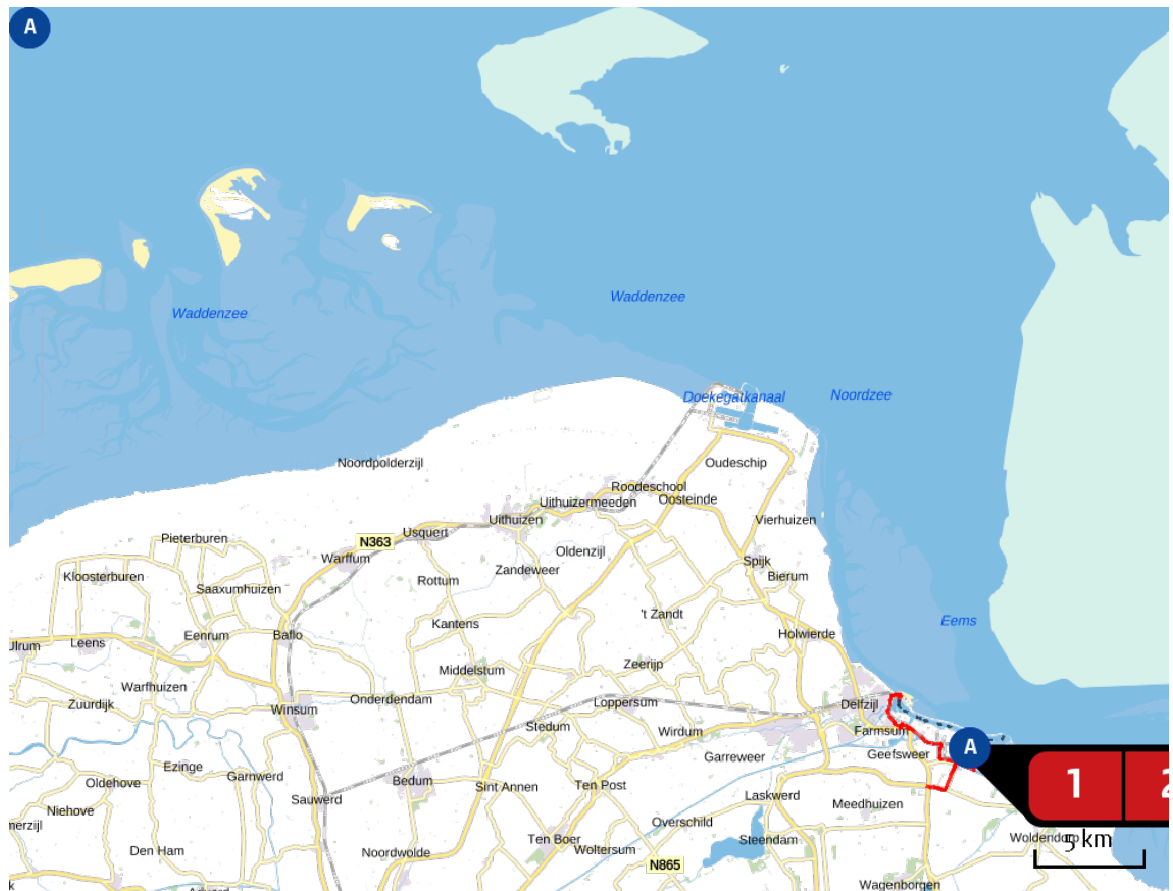 A
Waddenzee
Waddenzee
Doekegatkanaal
Noordzee
Noordpolderzijl
Oudeschip
Roodeschool
Uithuizermeeden
Oosteinde
Uithuizen
Vierhuizen
Usquert
Pieterburen
N363
Warffum
Oldenzijl
Spijk
Kloosterburen
Zandeweer
Bierum
Rottum
Saaxumhuizen
't Zandt
Eems
Kantens
Eenrum
Baflo
Holwierde
Ulrum
Leens
Zeerijp
Middelstum
Warfhuizen
Onderdendam
Loppersum
Delfzijl
Zuurdijk
Winsum
Stedum
Wirdum
Farmsum
A
Geefsweer
Garreweer
Ezinge
Garnwerd
Oldehove
Bedum
Sint Annen
Ten Post
1
2
Laskwerd
Sauwerd
Meedhuizen
Niehove
Overschild
Ten Boer
Steendam
Woldendorp
5 km
Den Ham
Noordwolde
Woltersum
N865
Wagenborgen